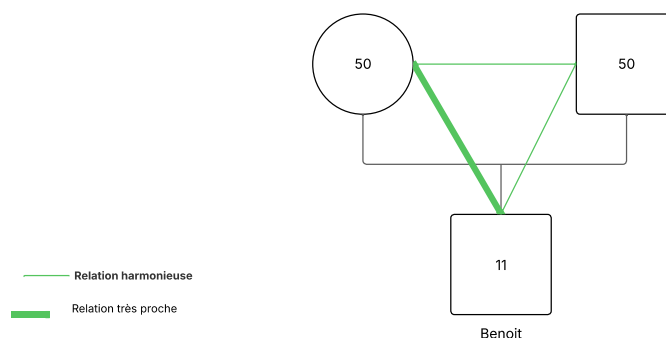 50
50
11
Relation harmonieuse
Relation très proche
Benoit